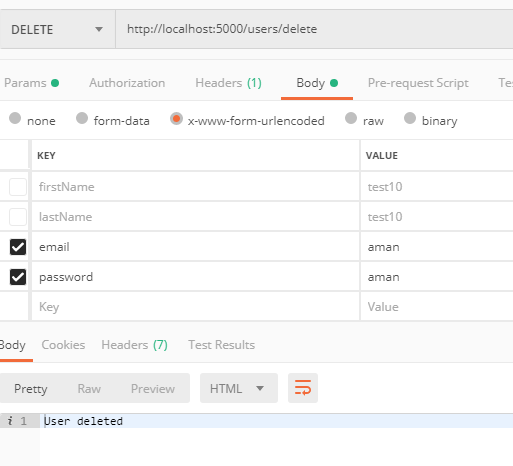 DELETE http://localhost:5000/users/delete
Params Authorization Headers (1) Body Pre-request Script
none form-data x-www-form-urlencoded raw binary
KEY VALUE
firstName test10
lastName test10
email aman
password aman
Key Value
Body Cookies Headers (7) Test Results
Pretty Raw Preview HTML
i 1 User deleted